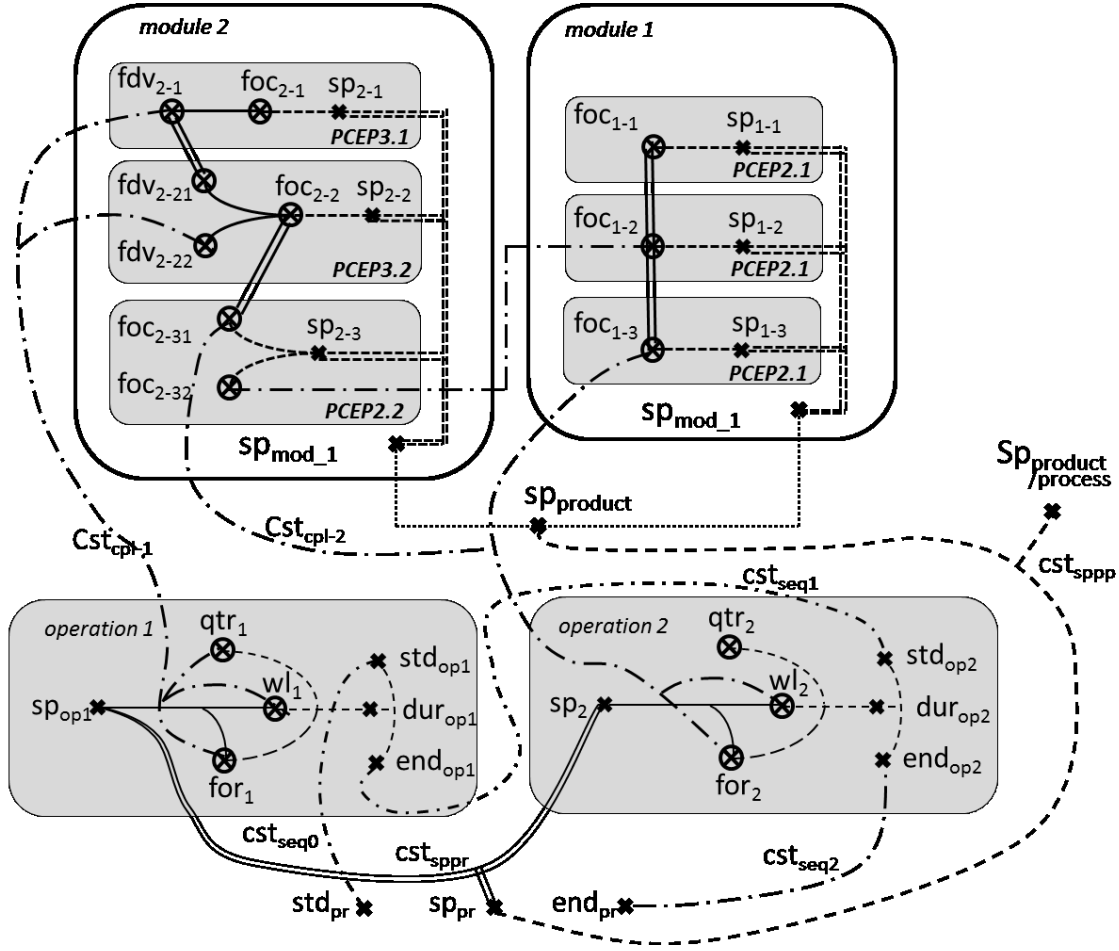 module 2
module 1
fdv2-1
foc2-1
sp2-1
PCEP3.1
foc1-1
sp1-1
PCEP2.1
fdv2-21
foc2-2
sp2-2
fdv2-22
PCEP3.2
foc1-2
sp1-2
PCEP2.1
foc2-31
sp2-3
foc2-32
PCEP2.2
foc1-3
sp1-3
PCEP2.1
spmod_1
spmod_1
spproduct
Spproduct
/process
Cstcpl-1
Cstcpl-2
cstseq1
cstsppp
operation 1
qtr1
wl1
spop1
for1
stdop1
durop1
endop1
operation 2
qtr2
wl2
sp2
for2
stdop2
durop2
endop2
cstseq0
cstsppr
cstseq2
stdpr
sppr
endpr